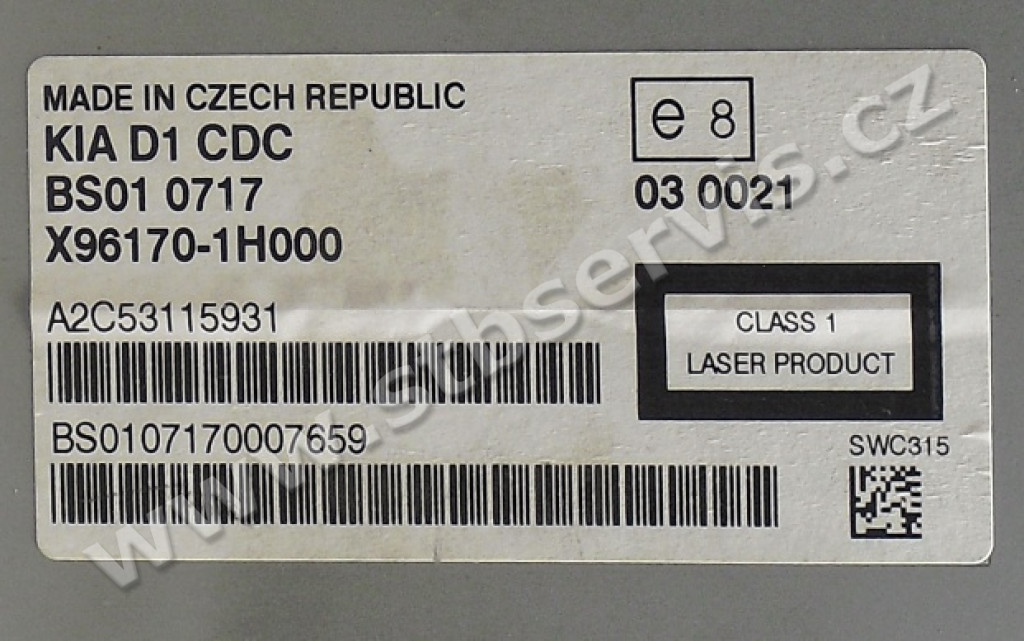 MADE IN CZECH REPUBLIC
KIA D1 CDC
BS01 0717
X96170-1H000
A2C53115931
BS0107170007659
e 8
03 0021
CLASS 1
LASER PRODUCT
SWC315
www.stbservis.cz